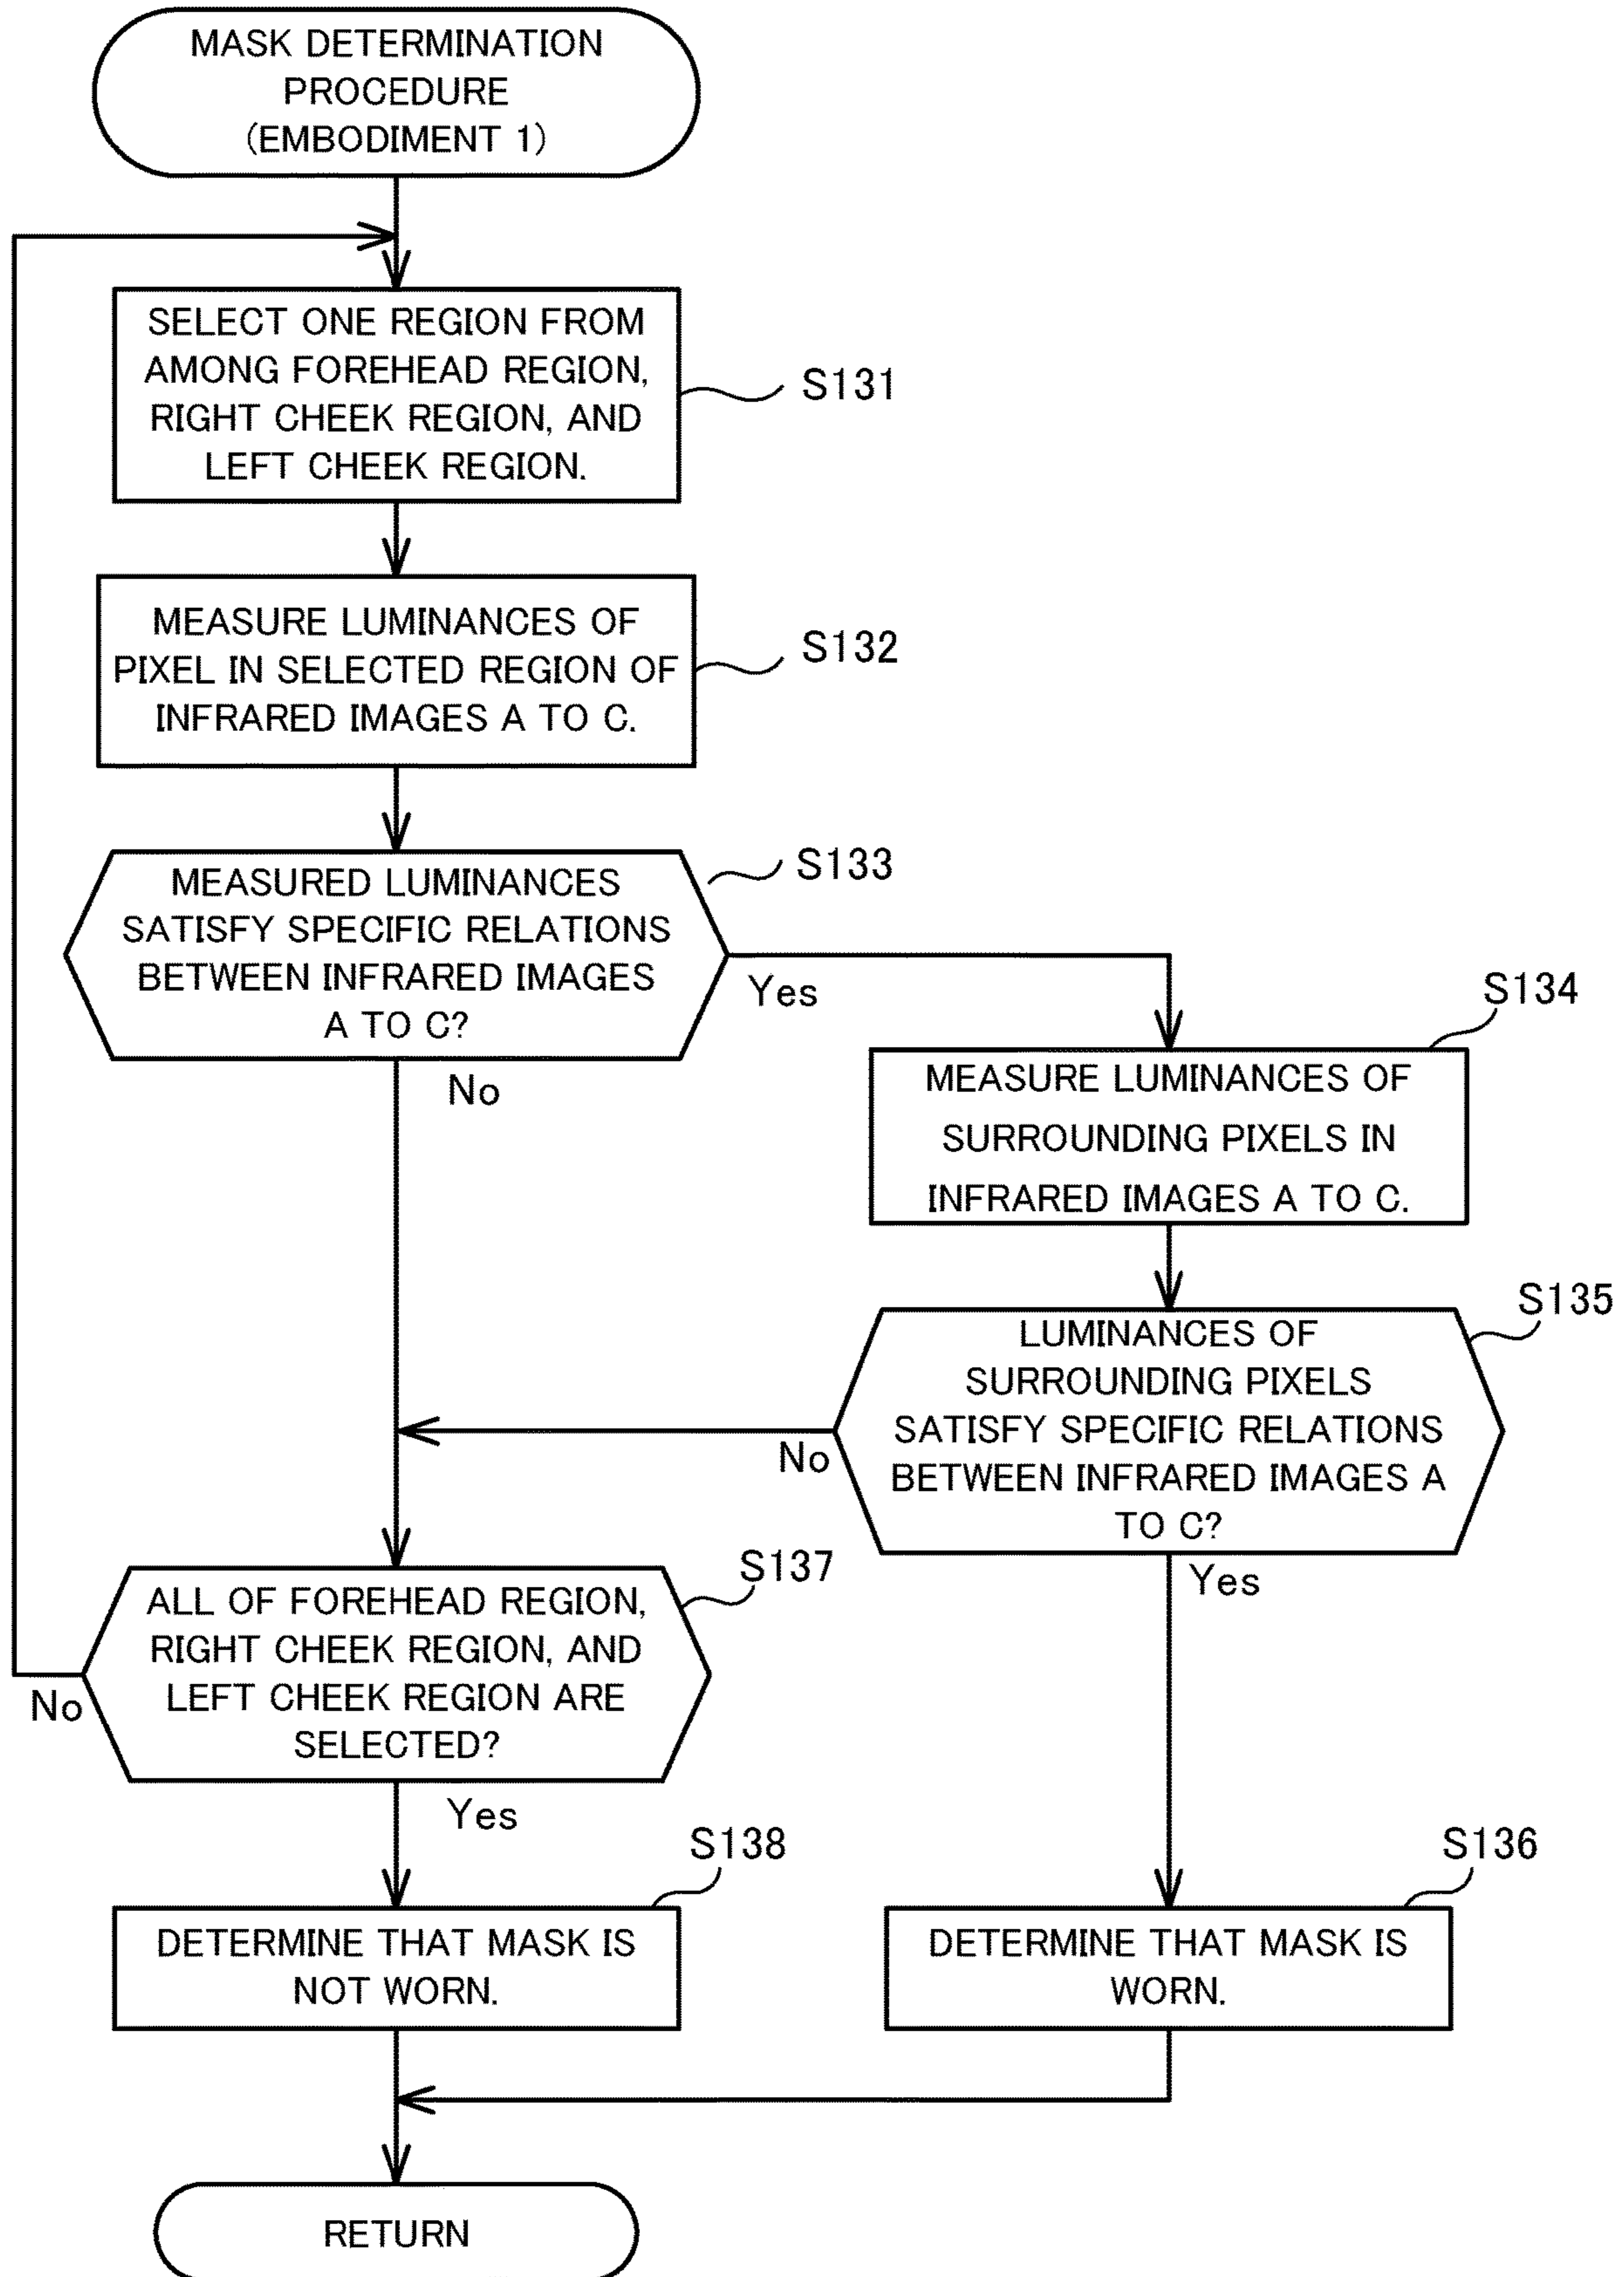 MASK DETERMINATION
PROCEDURE
(EMBODIMENT 1)
SELECT ONE REGION FROM
AMONG FOREHEAD REGION,
RIGHT CHEEK REGION, AND
LEFT CHEEK REGION.
S131
MEASURE LUMINANCES OF
PIXEL IN SELECTED REGION OF
INFRARED IMAGES A TO C.
S132
MEASURED LUMINANCES
SATISFY SPECIFIC RELATIONS
BETWEEN INFRARED IMAGES
A TO C?
S133
Yes
No
S134
MEASURE LUMINANCES OF
SURROUNDING PIXELS IN
INFRARED IMAGES A TO C.
S135
LUMINANCES OF
SURROUNDING PIXELS
SATISFY SPECIFIC RELATIONS
BETWEEN INFRARED IMAGES A
TO C?
No
Yes
S137
ALL OF FOREHEAD REGION,
RIGHT CHEEK REGION, AND
LEFT CHEEK REGION ARE
SELECTED?
No
Yes
S138
DETERMINE THAT MASK IS
NOT WORN.
S136
DETERMINE THAT MASK IS
WORN.
RETURN